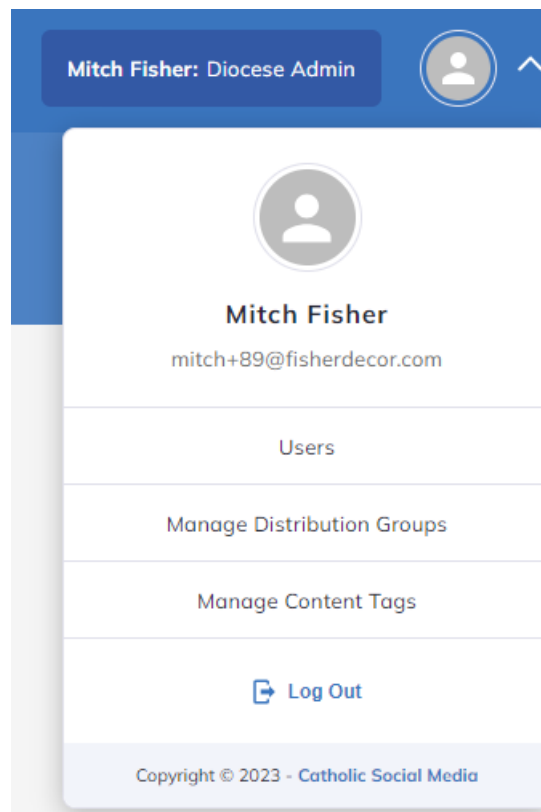 Mitch Fisher: Diocese Admin
Mitch Fisher
mitch+89@fisherdecor.com
Users
Manage Distribution Groups
Manage Content Tags
Log Out
Copyright © 2023 - Catholic Social Media